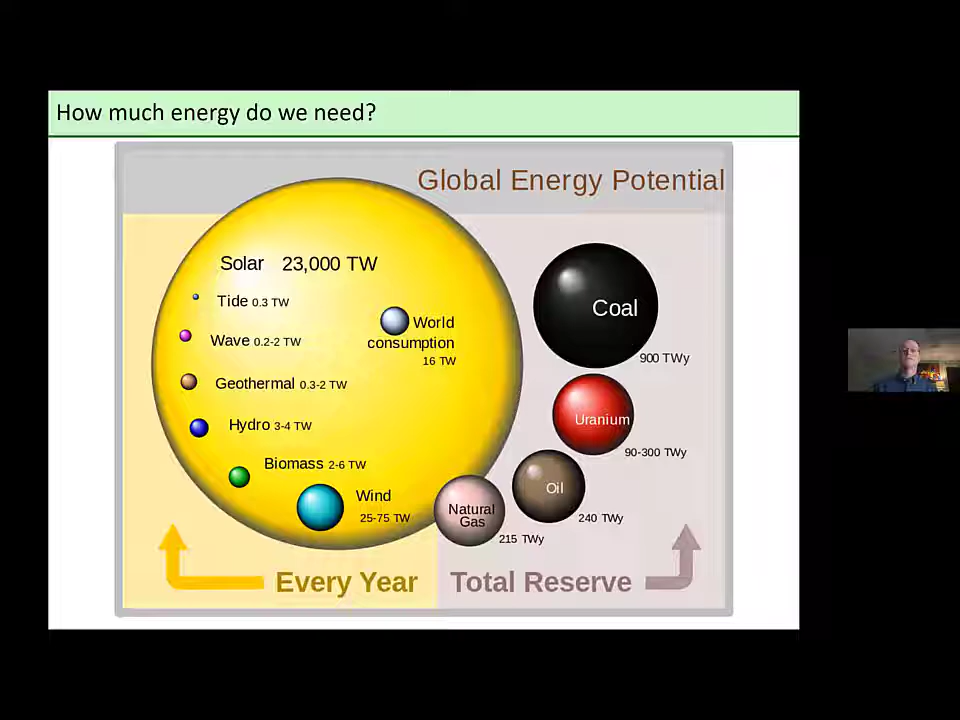 How much energy do we need?
Global Energy Potential
Solar 23,000 TW
Tide 0.3 TW
Wave 0.2-2 TW
Geothermal 0.3-2 TW
Hydro 3-4 TW
Biomass 2-6 TW
Wind
25-75 TW
World
consumption
16 TW
Coal
900 TWy
Uranium
90-300 TWy
Oil
240 TWy
Natural
Gas
215 TWy
Every Year
Total Reserve